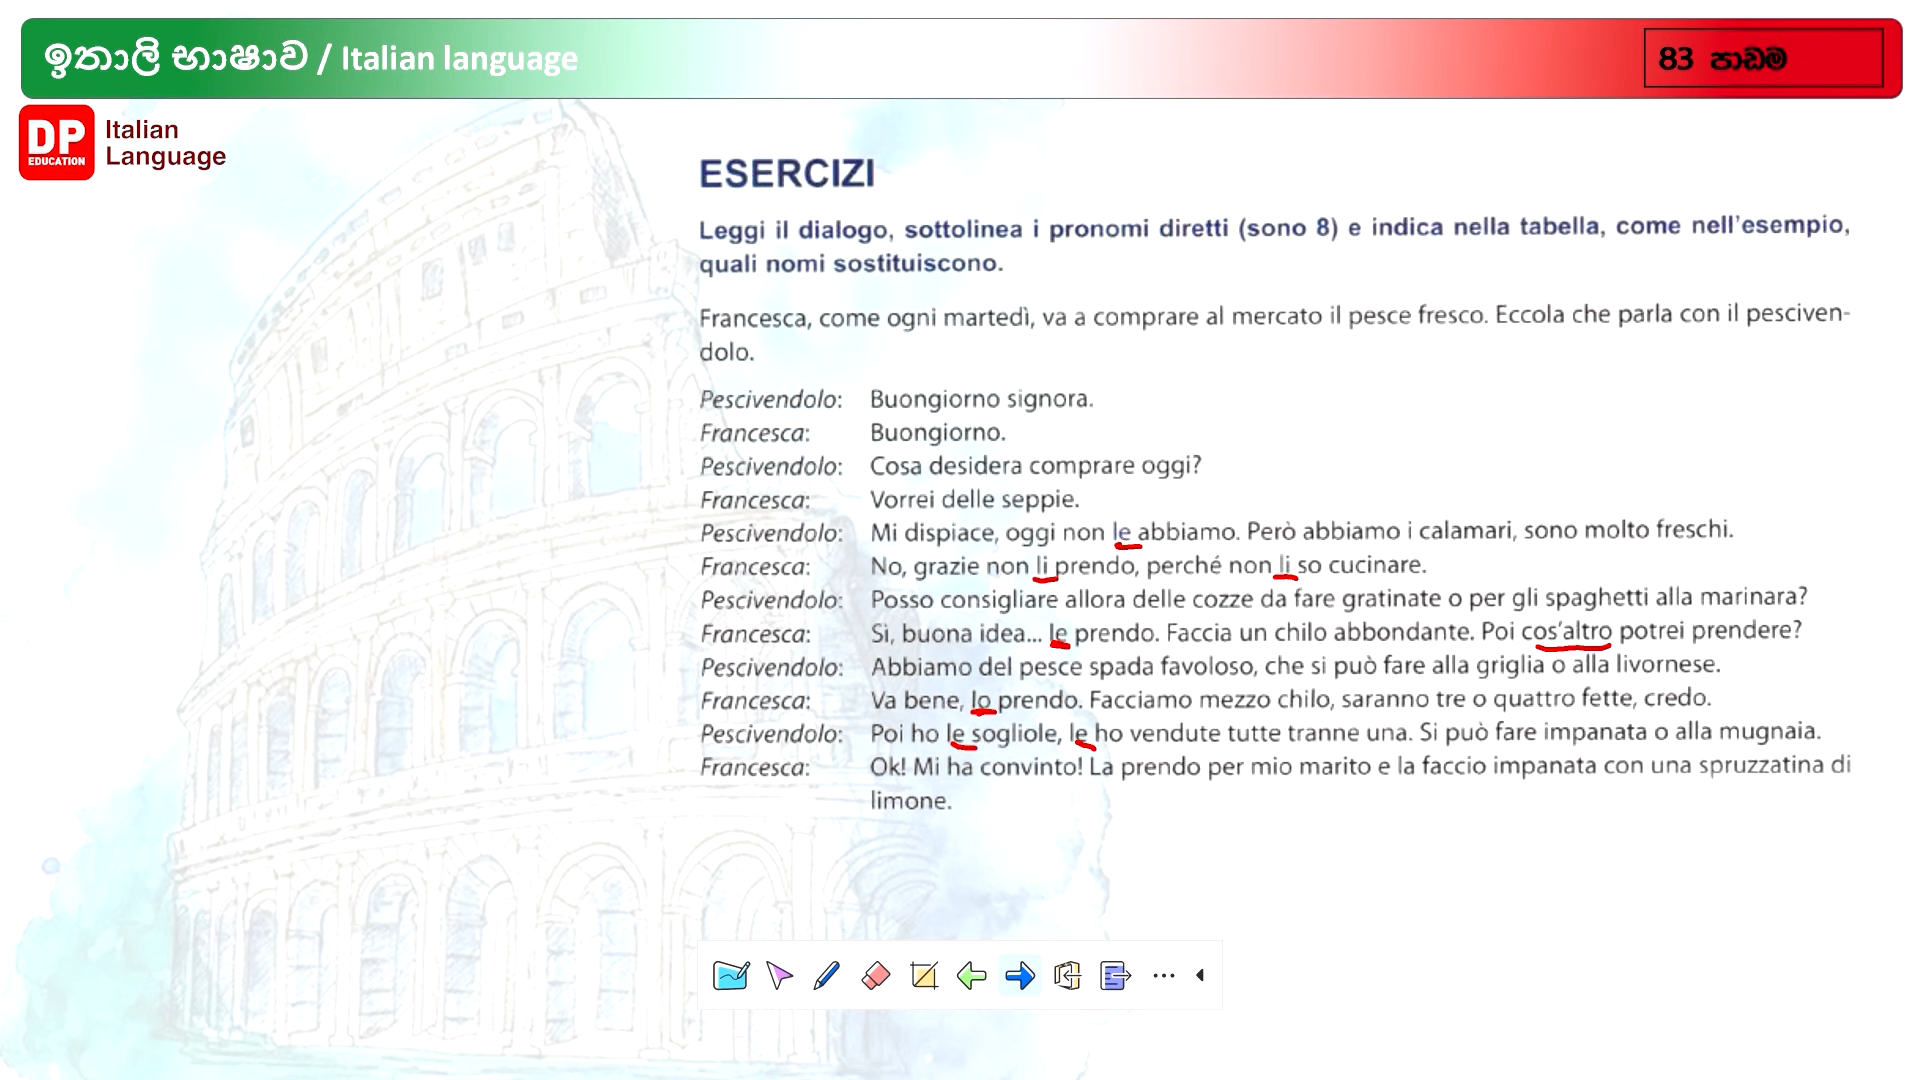 ඉතාලි භාෂාව / Italian language
83 පාඩම
DP
EDUCATION
Italian
Language
ESERCIZI
Leggi il dialogo, sottolinea i pronomi diretti (sono 8) e indica nella tabella, come nell'esempio,
quali nomi sostituiscono.
Francesca, come ogni martedì, va a comprare al mercato il pesce fresco. Eccola che parla con il pesciven-
dolo.
Pescivendolo: Buongiorno signora.
Francesca: Buongiorno.
Pescivendolo: Cosa desidera comprare oggi?
Francesca: Vorrei delle seppie.
Pescivendolo: Mi dispiace, oggi non le abbiamo. Però abbiamo i calamari, sono molto freschi.
Francesca: No, grazie non li prendo, perché non li so cucinare.
Pescivendolo: Posso consigliare allora delle cozze da fare gratinate o per gli spaghetti alla marinara?
Francesca: Sì, buona idea... le prendo. Faccia un chilo abbondante. Poi cos'altro potrei prendere?
Pescivendolo: Abbiamo del pesce spada favoloso, che si può fare alla griglia o alla livornese.
Francesca: Va bene, lo prendo. Facciamo mezzo chilo, saranno tre o quattro fette, credo.
Pescivendolo: Poi ho le sogliole, le ho vendute tutte tranne una. Si può fare impanata o alla mugnaia.
Francesca: Ok! Mi ha convinto! La prendo per mio marito e la faccio impanata con una spruzzatina di
limone.